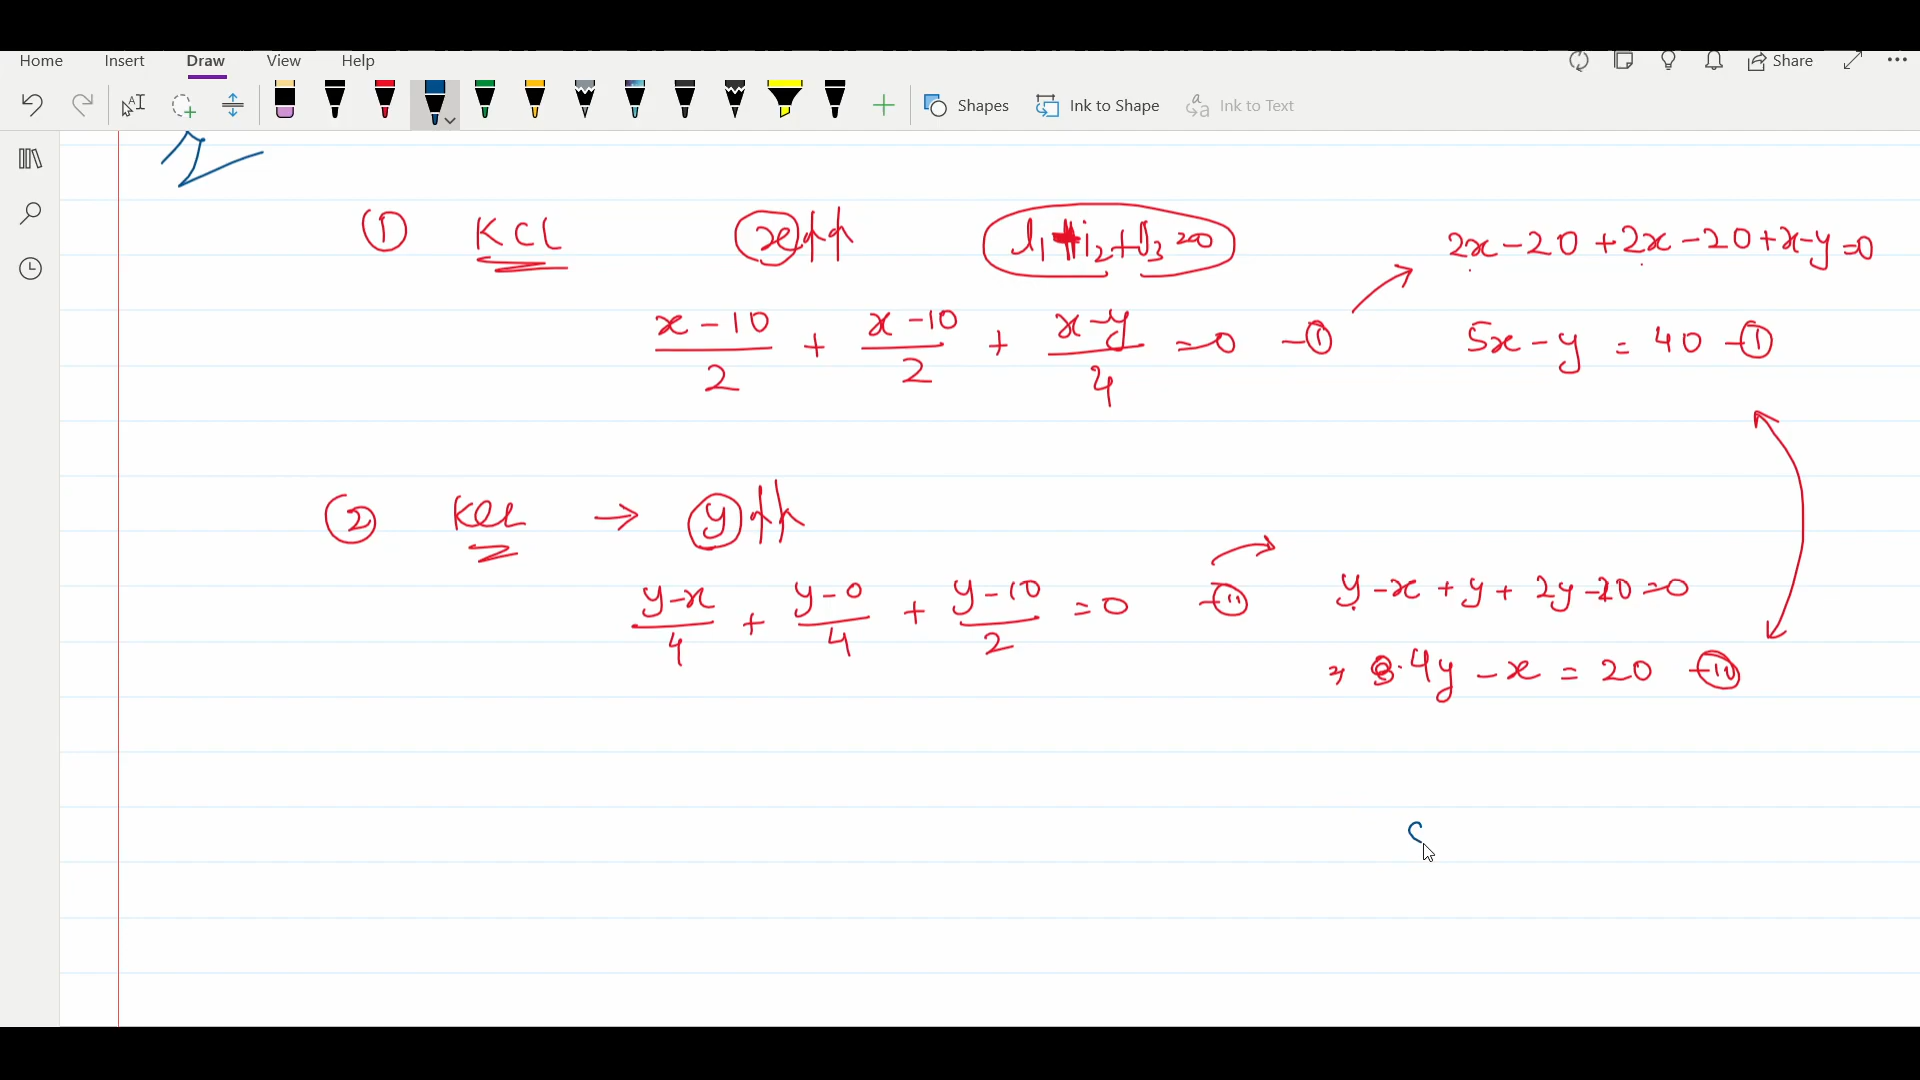 Home Insert Draw View Help Share
Shapes Ink to Shape Ink to Text
① KCL x i₁+i₂+i₃=0 2x-20+2x-20+x-y=0
(x-10)/2 + (x-10)/2 + (x-y)/4 = 0 -① 5x-y = 40 -①
② KCL → y
(y-x)/4 + (y-0)/4 + (y-10)/2 = 0 -⑪ y-x+y+2y-20=0
4y-x = 20 -⑪